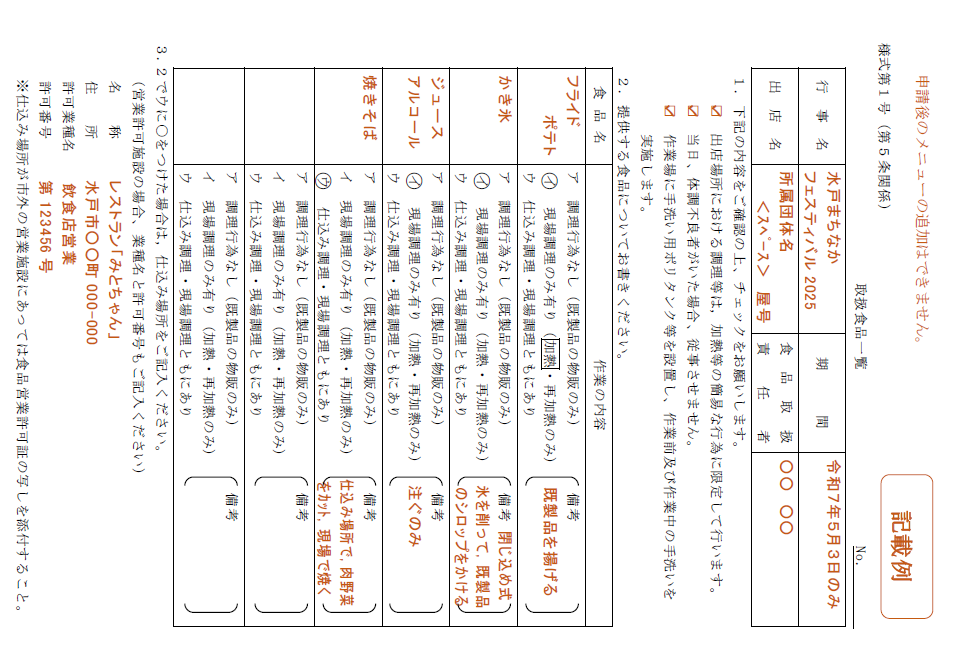 申請後のメニューの追加はできません。
記載例
様式第1号(第5条関係)
取扱食品一覧
No.
行事名
水戸まちなか
フェスティバル 2025
期間
令和7年5月3日のみ
出店名
所属団体名
<スペース> 屋号
食品取扱
責任者
〇〇 〇〇
1. 下記の内容をご確認の上、チェックをお願いします。
☑ 出店場所における調理等は, 加熱等の簡易な行為に限定して行います。
☑ 当日、体調不良者がいた場合、従事させません。
☑ 作業場に手洗い用ポリタンク等を設置し、作業前及び作業中の手洗いを
実施します。
2. 提供する食品についてお書きください。
食品名
作業の内容
フライド
ポテト
ア 調理行為なし(既製品の物販のみ)
イ 現場調理のみ有り(加熱・再加熱のみ)
ウ 仕込み調理・現場調理ともにあり
備考
既製品を揚げる
かき氷
ア 調理行為なし(既製品の物販のみ)
イ 現場調理のみ有り(加熱・再加熱のみ)
ウ 仕込み調理・現場調理ともにあり
備考 閉じ込め式
氷を削って, 既製品
のシロップをかける
ジュース
アルコール
ア 調理行為なし(既製品の物販のみ)
イ 現場調理のみ有り(加熱・再加熱のみ)
ウ 仕込み調理・現場調理ともにあり
備考
注ぐのみ
焼きそば
ア 調理行為なし(既製品の物販のみ)
イ 現場調理のみ有り(加熱・再加熱のみ)
ウ 仕込み調理・現場調理ともにあり
備考
仕込み場所で, 肉野菜
をカット, 現場で焼く
ア 調理行為なし(既製品の物販のみ)
イ 現場調理のみ有り(加熱・再加熱のみ)
ウ 仕込み調理・現場調理ともにあり
備考
ア 調理行為なし(既製品の物販のみ)
イ 現場調理のみ有り(加熱・再加熱のみ)
ウ 仕込み調理・現場調理ともにあり
備考
3. 2でウに○をつけた場合は, 仕込み場所をご記入ください。
(営業許可施設の場合、業種名と許可番号もご記入ください)
名称 レストラン「みとちゃん」
住所 水戸市〇〇町 000-000
許可業種名 飲食店営業
許可番号 第 123456 号
※仕込み場所が市外の営業施設にあっては食品営業許可証の写しを添付すること。